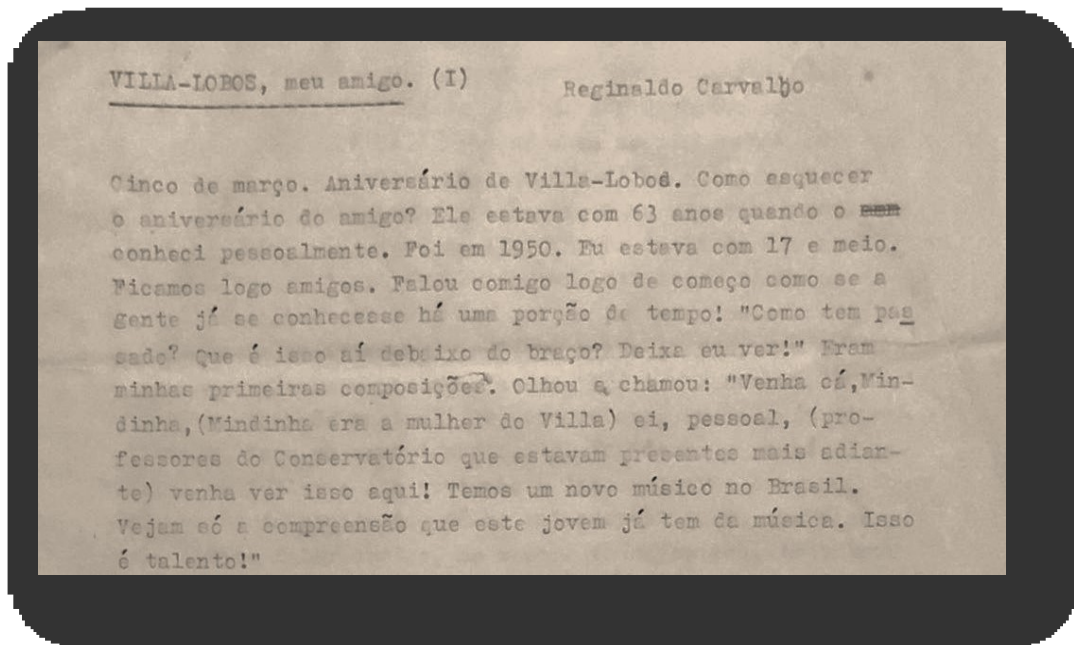 VILLA-LOBOS, meu amigo. (I) Reginaldo Carvalho
Cinco de março. Aniversário de Villa-Lobos. Como esquecer
o aniversário do amigo? Ele estava com 63 anos quando o
conheci pessoalmente. Foi em 1950. Eu estava com 17 e meio.
Ficamos logo amigos. Falou comigo logo de começo como se a
gente já se conhecesse há uma porção de tempo! "Como tem pas
sado? Que é isso aí debaixo do braço? Deixa eu ver!" Eram
minhas primeiras composições. Olhou e chamou: "Venha cá,Min-
dinha,(Mindinha era a mulher do Villa) ei, pessoal, (pro-
fessores do Conservatório que estavam presentes mais adian-
te) venha ver isso aqui! Temos um novo músico no Brasil.
Vejam só a compreensão que este jovem já tem da música. Isso
é talento!"